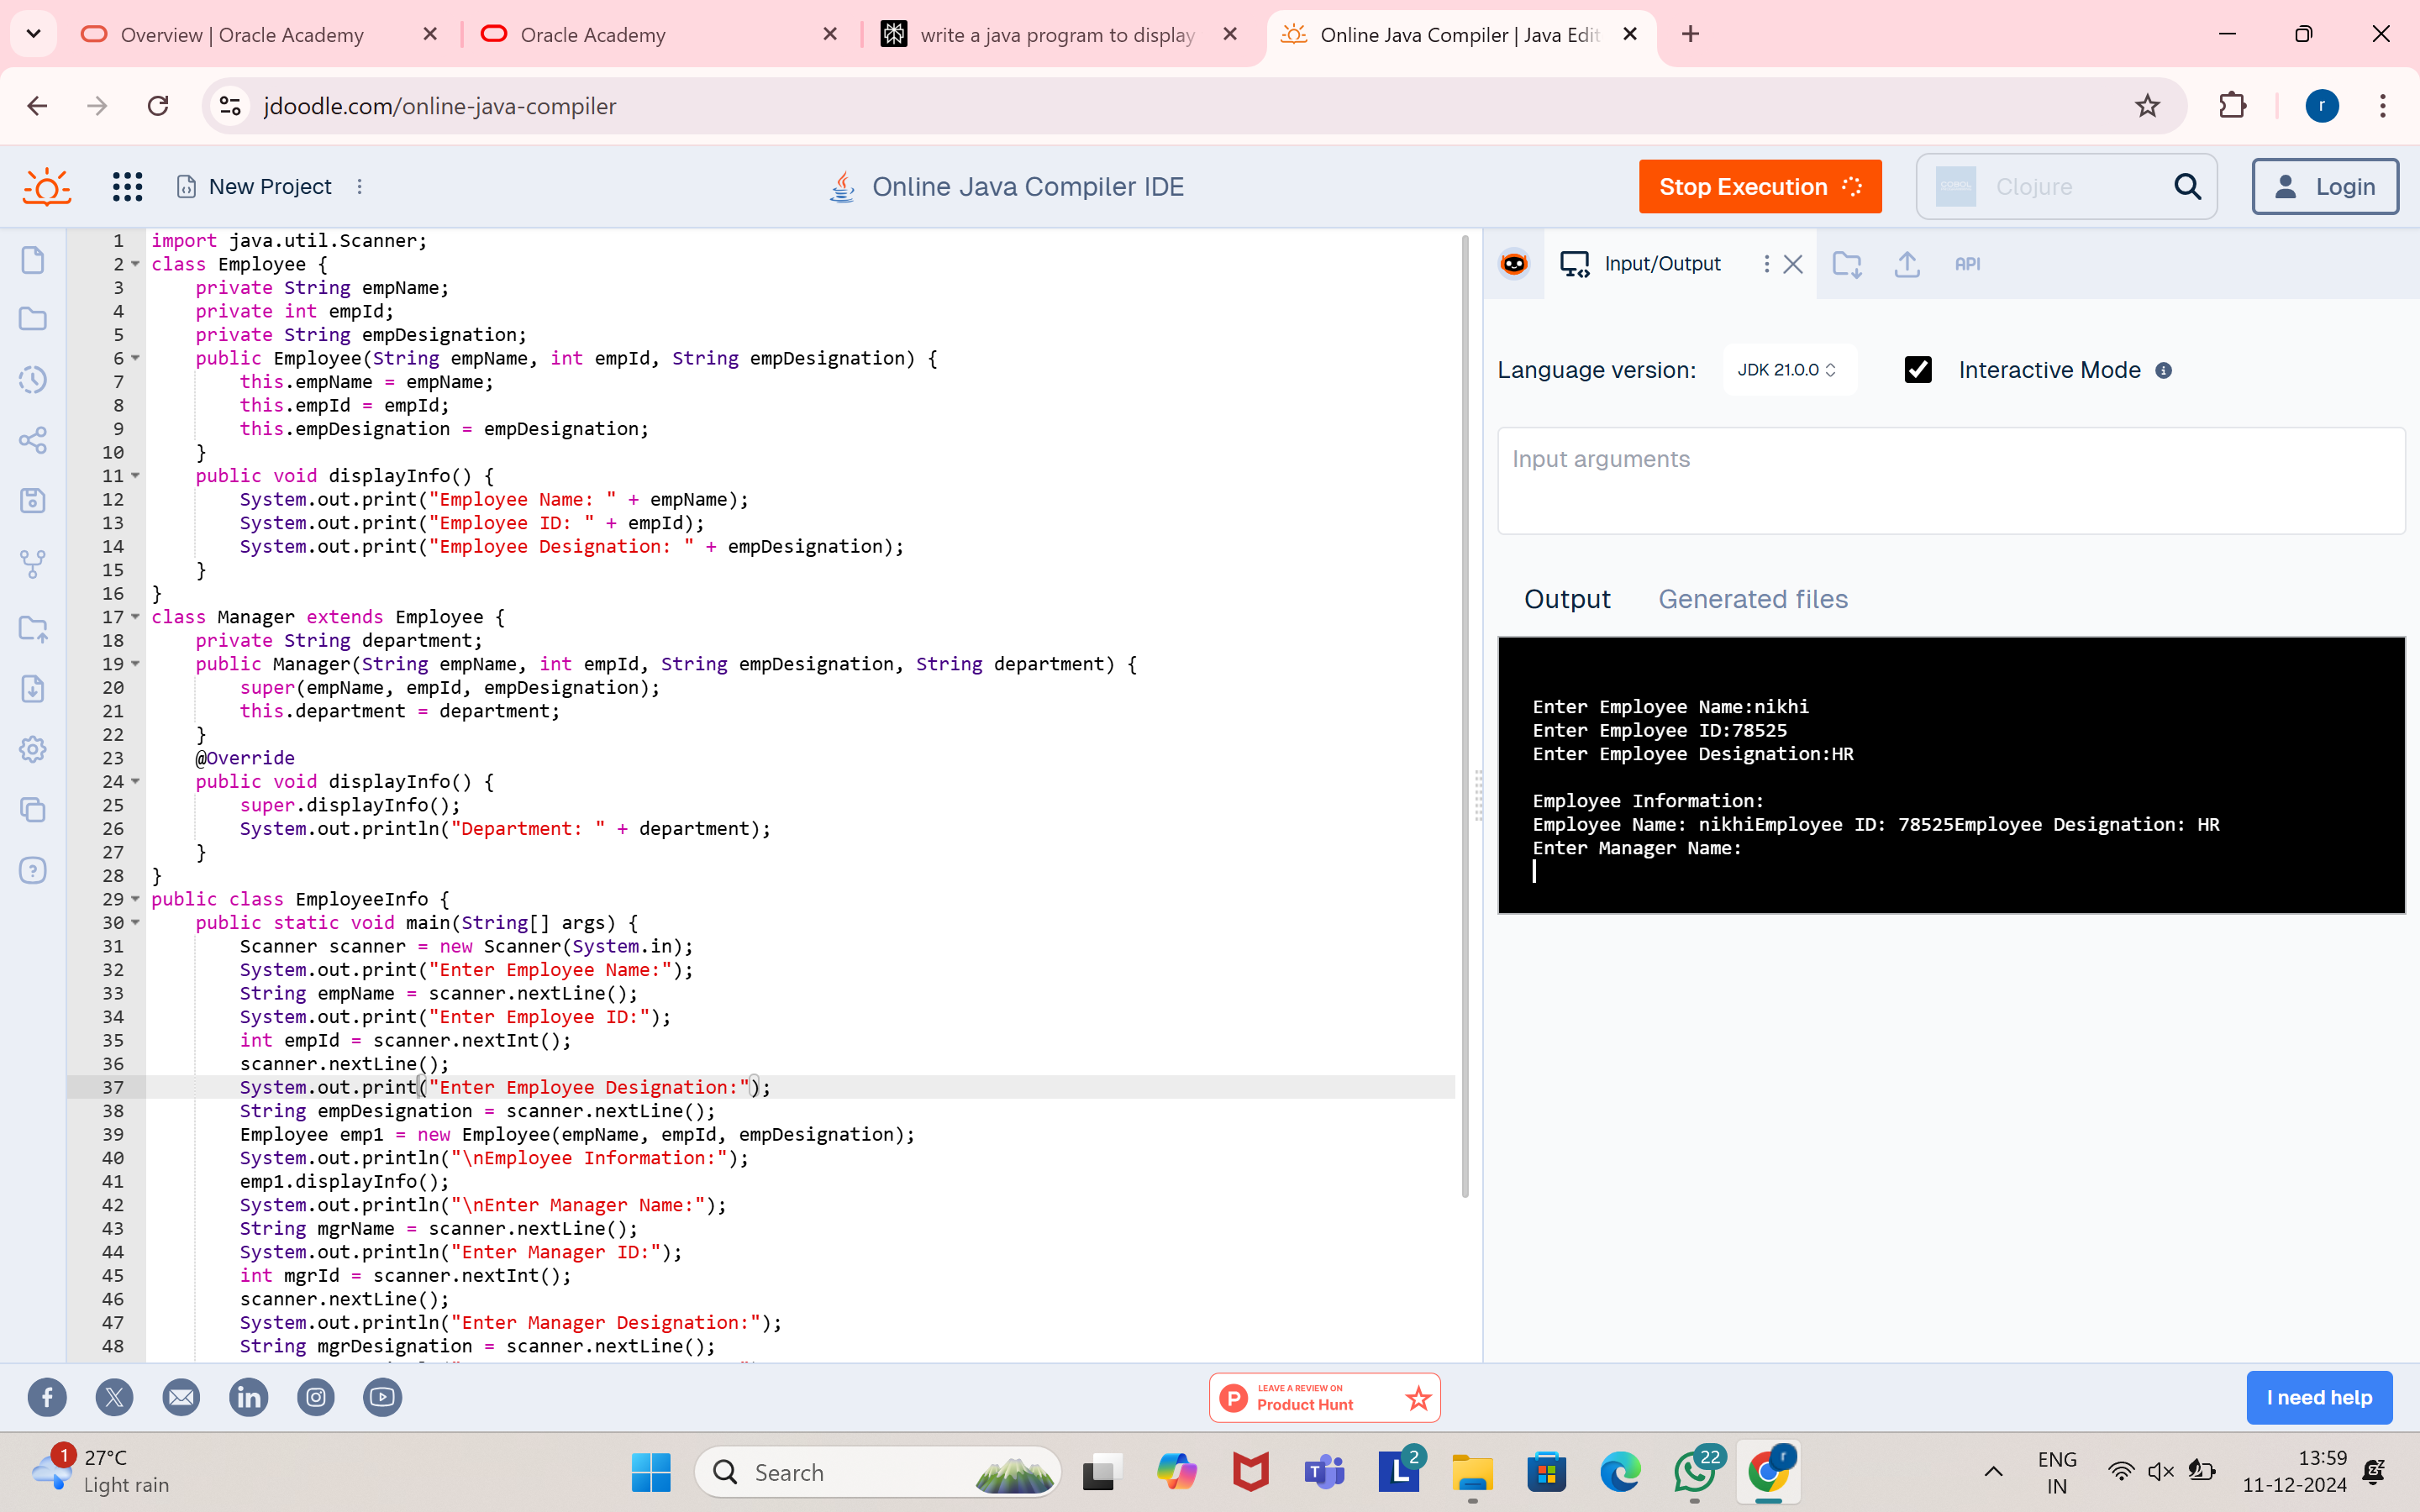 Overview | Oracle Academy
Oracle Academy
write a java program to display
Online Java Compiler | Java Edit
jdoodle.com/online-java-compiler
r
New Project
Online Java Compiler IDE
Stop Execution
Clojure
Login
1 import java.util.Scanner;
2 class Employee {
3 private String empName;
4 private int empId;
5 private String empDesignation;
6 public Employee(String empName, int empId, String empDesignation) {
7 this.empName = empName;
8 this.empId = empId;
9 this.empDesignation = empDesignation;
10 }
11 public void displayInfo() {
12 System.out.print("Employee Name: " + empName);
13 System.out.print("Employee ID: " + empId);
14 System.out.print("Employee Designation: " + empDesignation);
15 }
16 }
17 class Manager extends Employee {
18 private String department;
19 public Manager(String empName, int empId, String empDesignation, String department) {
20 super(empName, empId, empDesignation);
21 this.department = department;
22 }
23 @Override
24 public void displayInfo() {
25 super.displayInfo();
26 System.out.println("Department: " + department);
27 }
28 }
29 public class EmployeeInfo {
30 public static void main(String[] args) {
31 Scanner scanner = new Scanner(System.in);
32 System.out.print("Enter Employee Name:");
33 String empName = scanner.nextLine();
34 System.out.print("Enter Employee ID:");
35 int empId = scanner.nextInt();
36 scanner.nextLine();
37 System.out.print("Enter Employee Designation:");
38 String empDesignation = scanner.nextLine();
39 Employee emp1 = new Employee(empName, empId, empDesignation);
40 System.out.println("\nEmployee Information:");
41 emp1.displayInfo();
42 System.out.println("\nEnter Manager Name:");
43 String mgrName = scanner.nextLine();
44 System.out.println("Enter Manager ID:");
45 int mgrId = scanner.nextInt();
46 scanner.nextLine();
47 System.out.println("Enter Manager Designation:");
48 String mgrDesignation = scanner.nextLine();
Input/Output
API
Language version:
JDK 21.0.0
Interactive Mode
Input arguments
Output
Generated files
Enter Employee Name:nikhi
Enter Employee ID:78525
Enter Employee Designation:HR
Employee Information:
Employee Name: nikhiEmployee ID: 78525Employee Designation: HR
Enter Manager Name:
LEAVE A REVIEW ON
Product Hunt
I need help
1
27°C
Light rain
Search
2
22
r
ENG
IN
13:59
11-12-2024